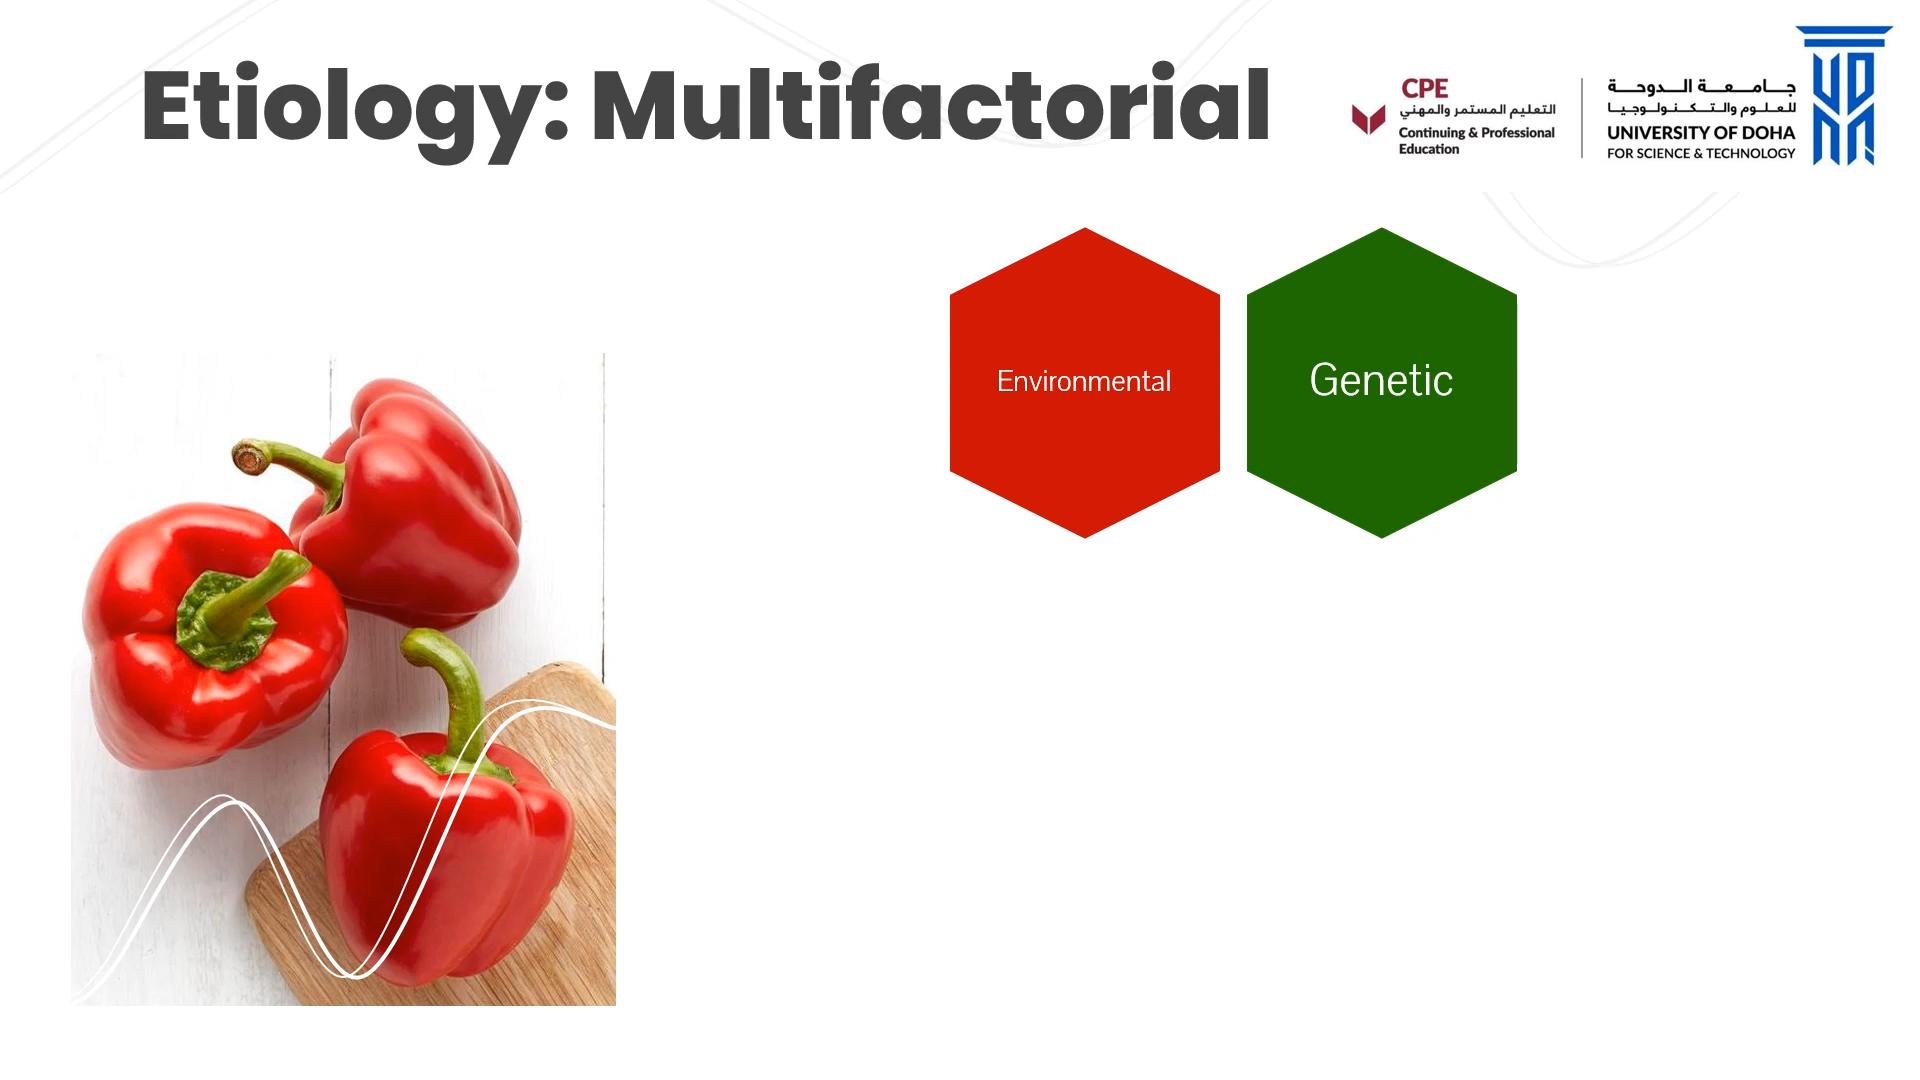 Etiology: Multifactorial
CPE
التعليم المستمر والمهني
Continuing & Professional
Education
جامعة الدوحة
للعلوم والتكنولوجيا
UNIVERSITY OF DOHA
FOR SCIENCE & TECHNOLOGY
Environmental
Genetic